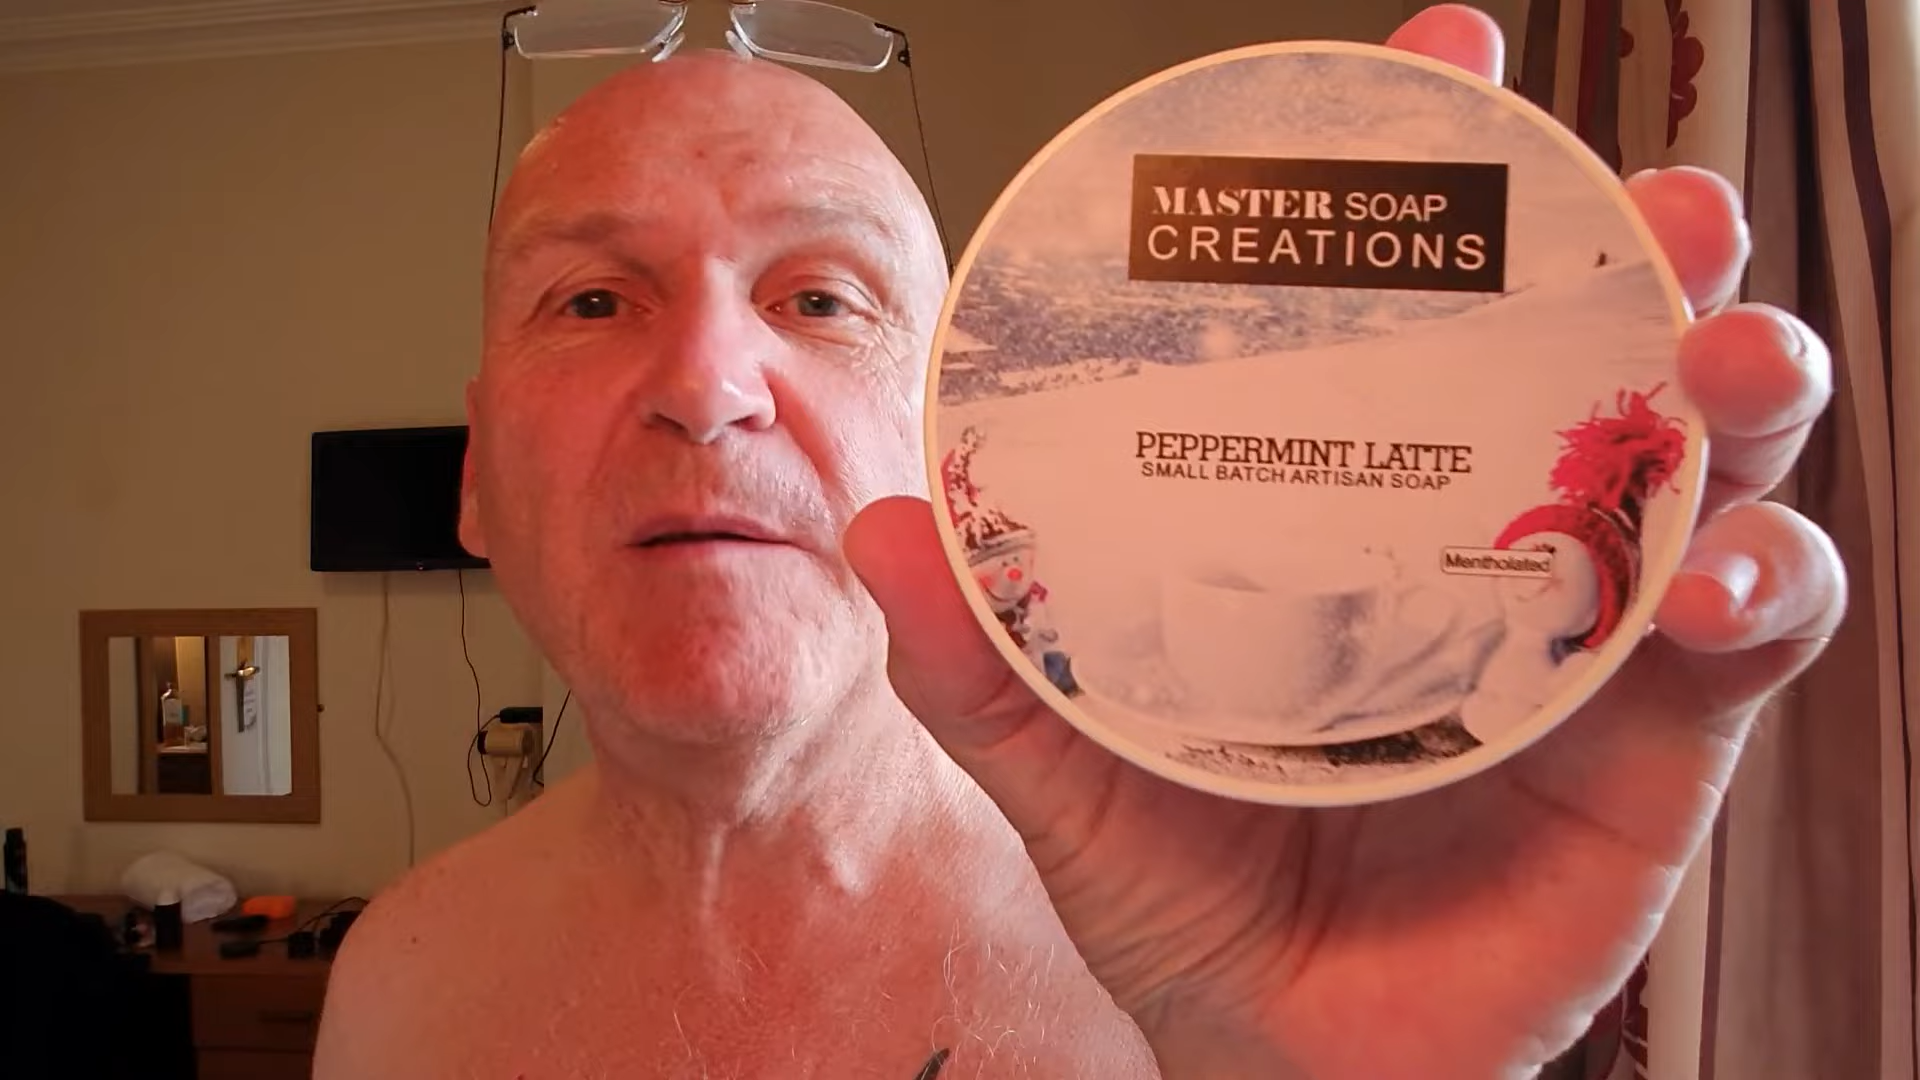 MASTER SOAP
CREATIONS
PEPPERMINT LATTE
SMALL BATCH ARTISAN SOAP
Mentholated